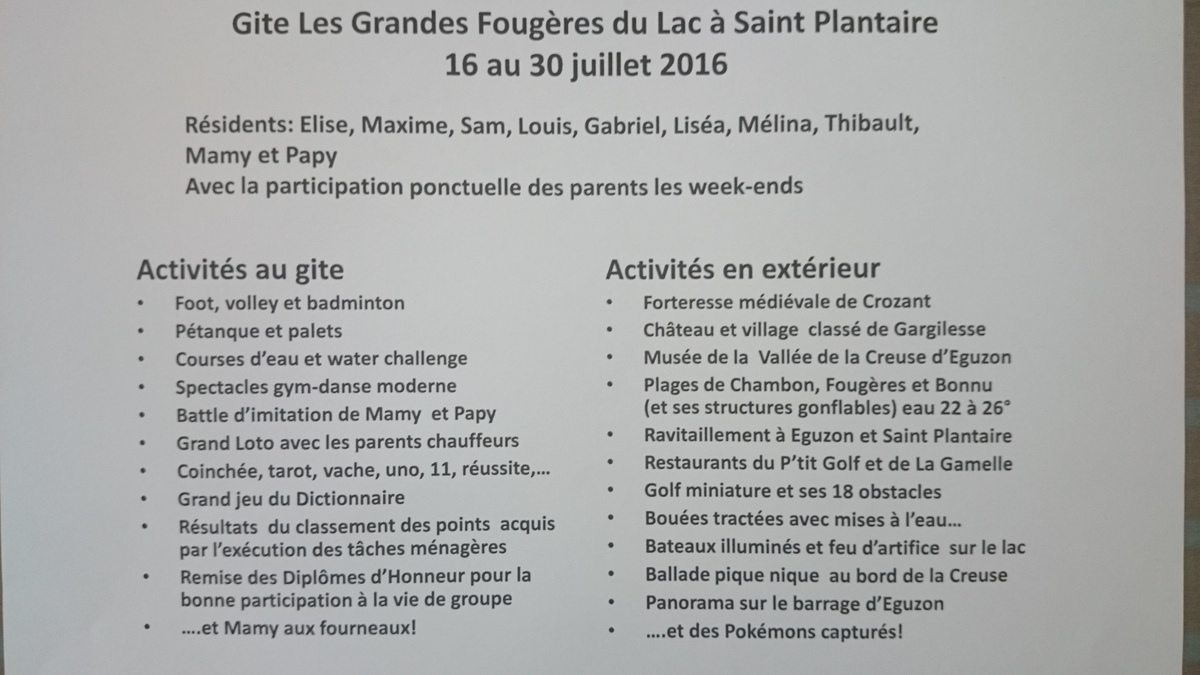 Gite Les Grandes Fougères du Lac à Saint Plantaire
16 au 30 juillet 2016
Résidents: Elise, Maxime, Sam, Louis, Gabriel, Liséa, Mélina, Thibault,
Mamy et Papy
Avec la participation ponctuelle des parents les week-ends
Activités au gite
• Foot, volley et badminton
• Pétanque et palets
• Courses d'eau et water challenge
• Spectacles gym-danse moderne
• Battle d'imitation de Mamy et Papy
• Grand Loto avec les parents chauffeurs
• Coinchée, tarot, vache, uno, 11, réussite,...
• Grand jeu du Dictionnaire
• Résultats du classement des points acquis
par l'exécution des tâches ménagères
• Remise des Diplômes d'Honneur pour la
bonne participation à la vie de groupe
• ....et Mamy aux fourneaux!
Activités en extérieur
• Forteresse médiévale de Crozant
• Château et village classé de Gargilesse
• Musée de la Vallée de la Creuse d'Eguzon
• Plages de Chambon, Fougères et Bonnu
(et ses structures gonflables) eau 22 à 26°
• Ravitaillement à Eguzon et Saint Plantaire
• Restaurants du P'tit Golf et de La Gamelle
• Golf miniature et ses 18 obstacles
• Bouées tractées avec mises à l'eau...
• Bateaux illuminés et feu d'artifice sur le lac
• Ballade pique nique au bord de la Creuse
• Panorama sur le barrage d'Eguzon
• ....et des Pokémons capturés!